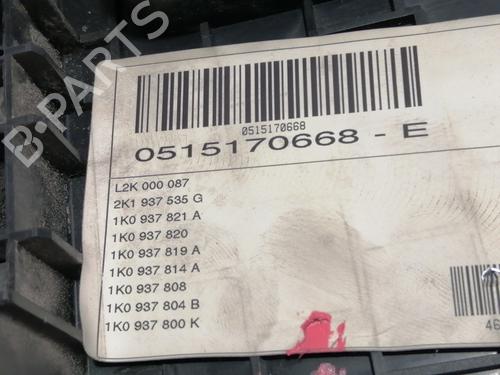 B-PARTS
0515170668
0515170668 - E
L2K 000 087
2K1 937 535 G
1K0 937 821 A
1K0 937 820
1K0 937 819 A
1K0 937 814 A
1K0 937 808
1K0 937 804 B
1K0 937 800 K
46